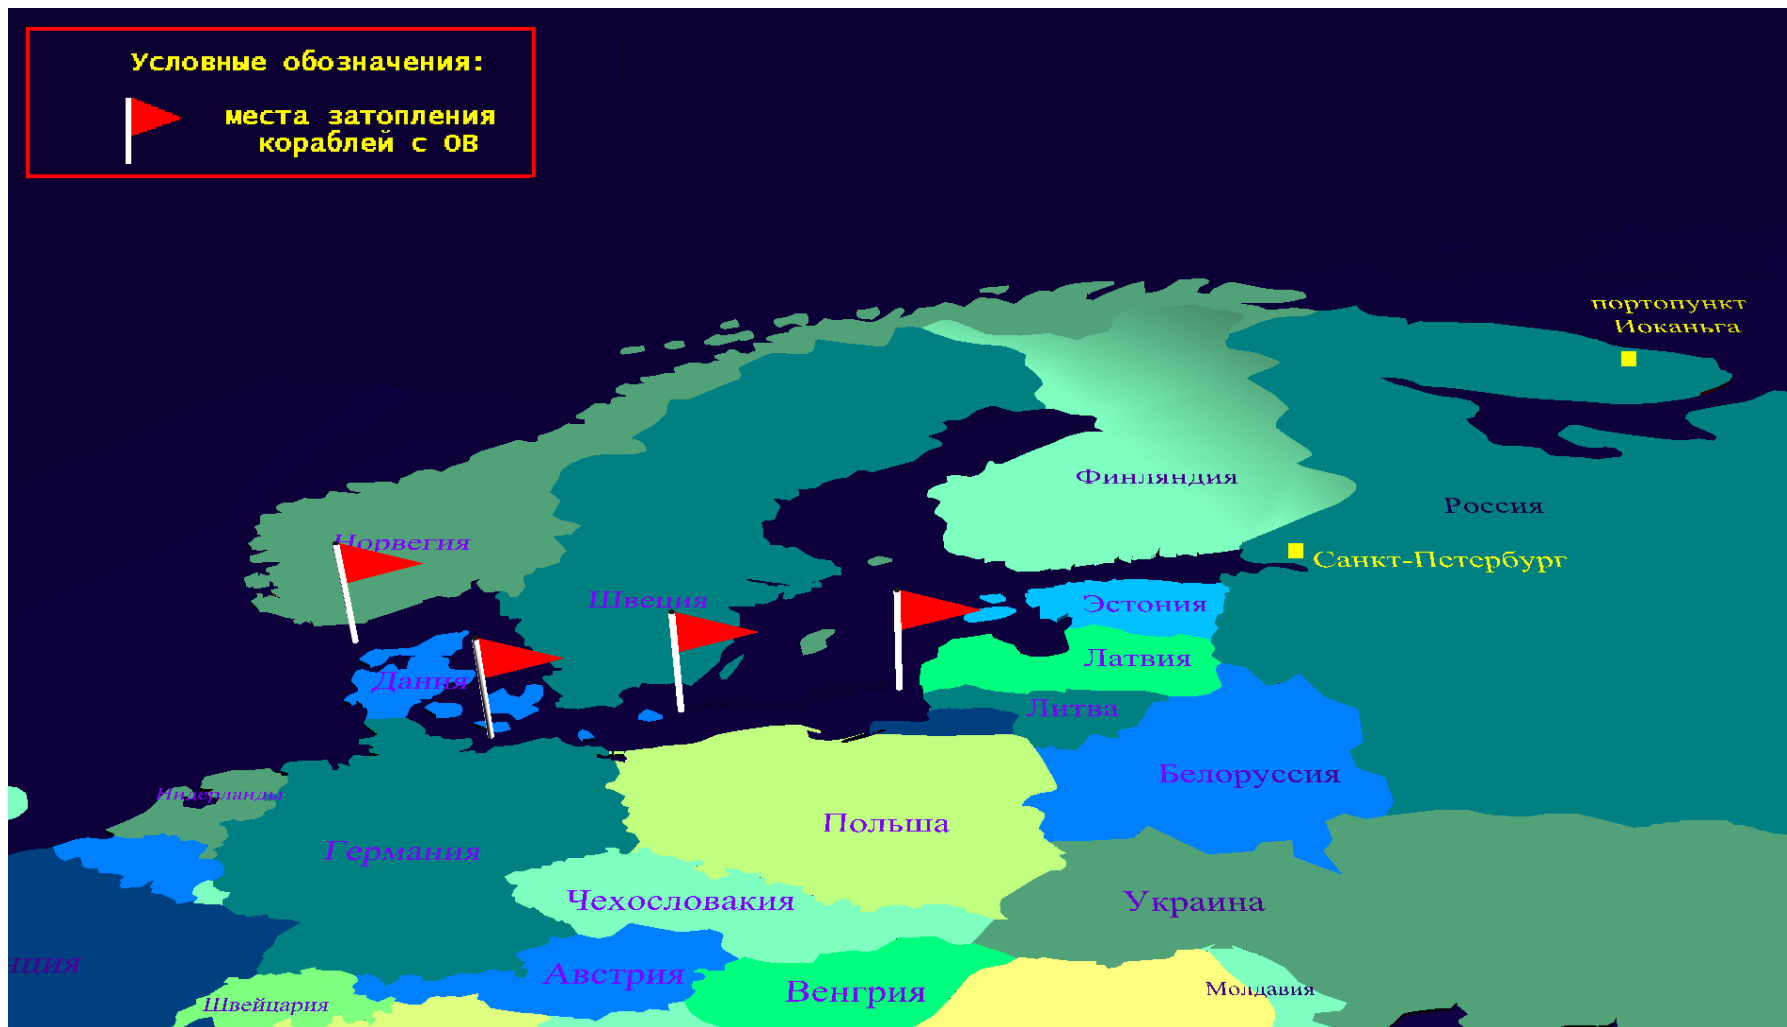 Условные обозначения:
места затопления
кораблей с ОВ
портопункт
Иоканьга
Финляндия
Россия
Норвегия
Санкт-Петербург
Швеция
Эстония
Латвия
Дания
Литва
Белоруссия
Нидерланды
Польша
Германия
Чехословакия
Украина
ция
Австрия
Венгрия
Молдавия
Швейцария